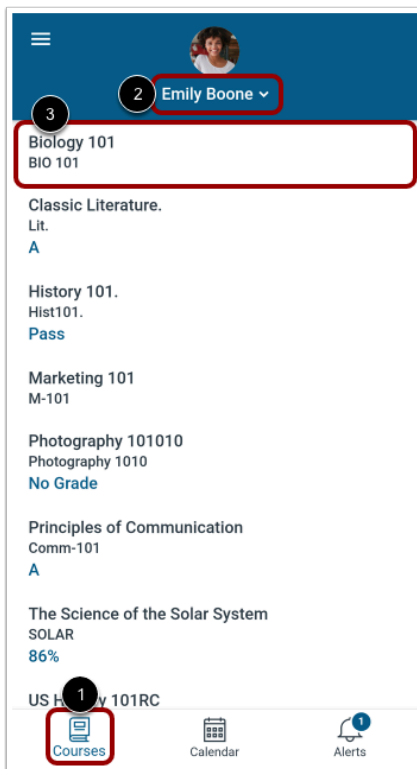 2
Emily Boone
3
Biology 101
BIO 101
Classic Literature.
Lit.
A
History 101.
Hist101.
Pass
Marketing 101
M-101
Photography 101010
Photography 1010
No Grade
Principles of Communication
Comm-101
A
The Science of the Solar System
SOLAR
86%
US 101RC
1
1
Courses
Calendar
Alerts